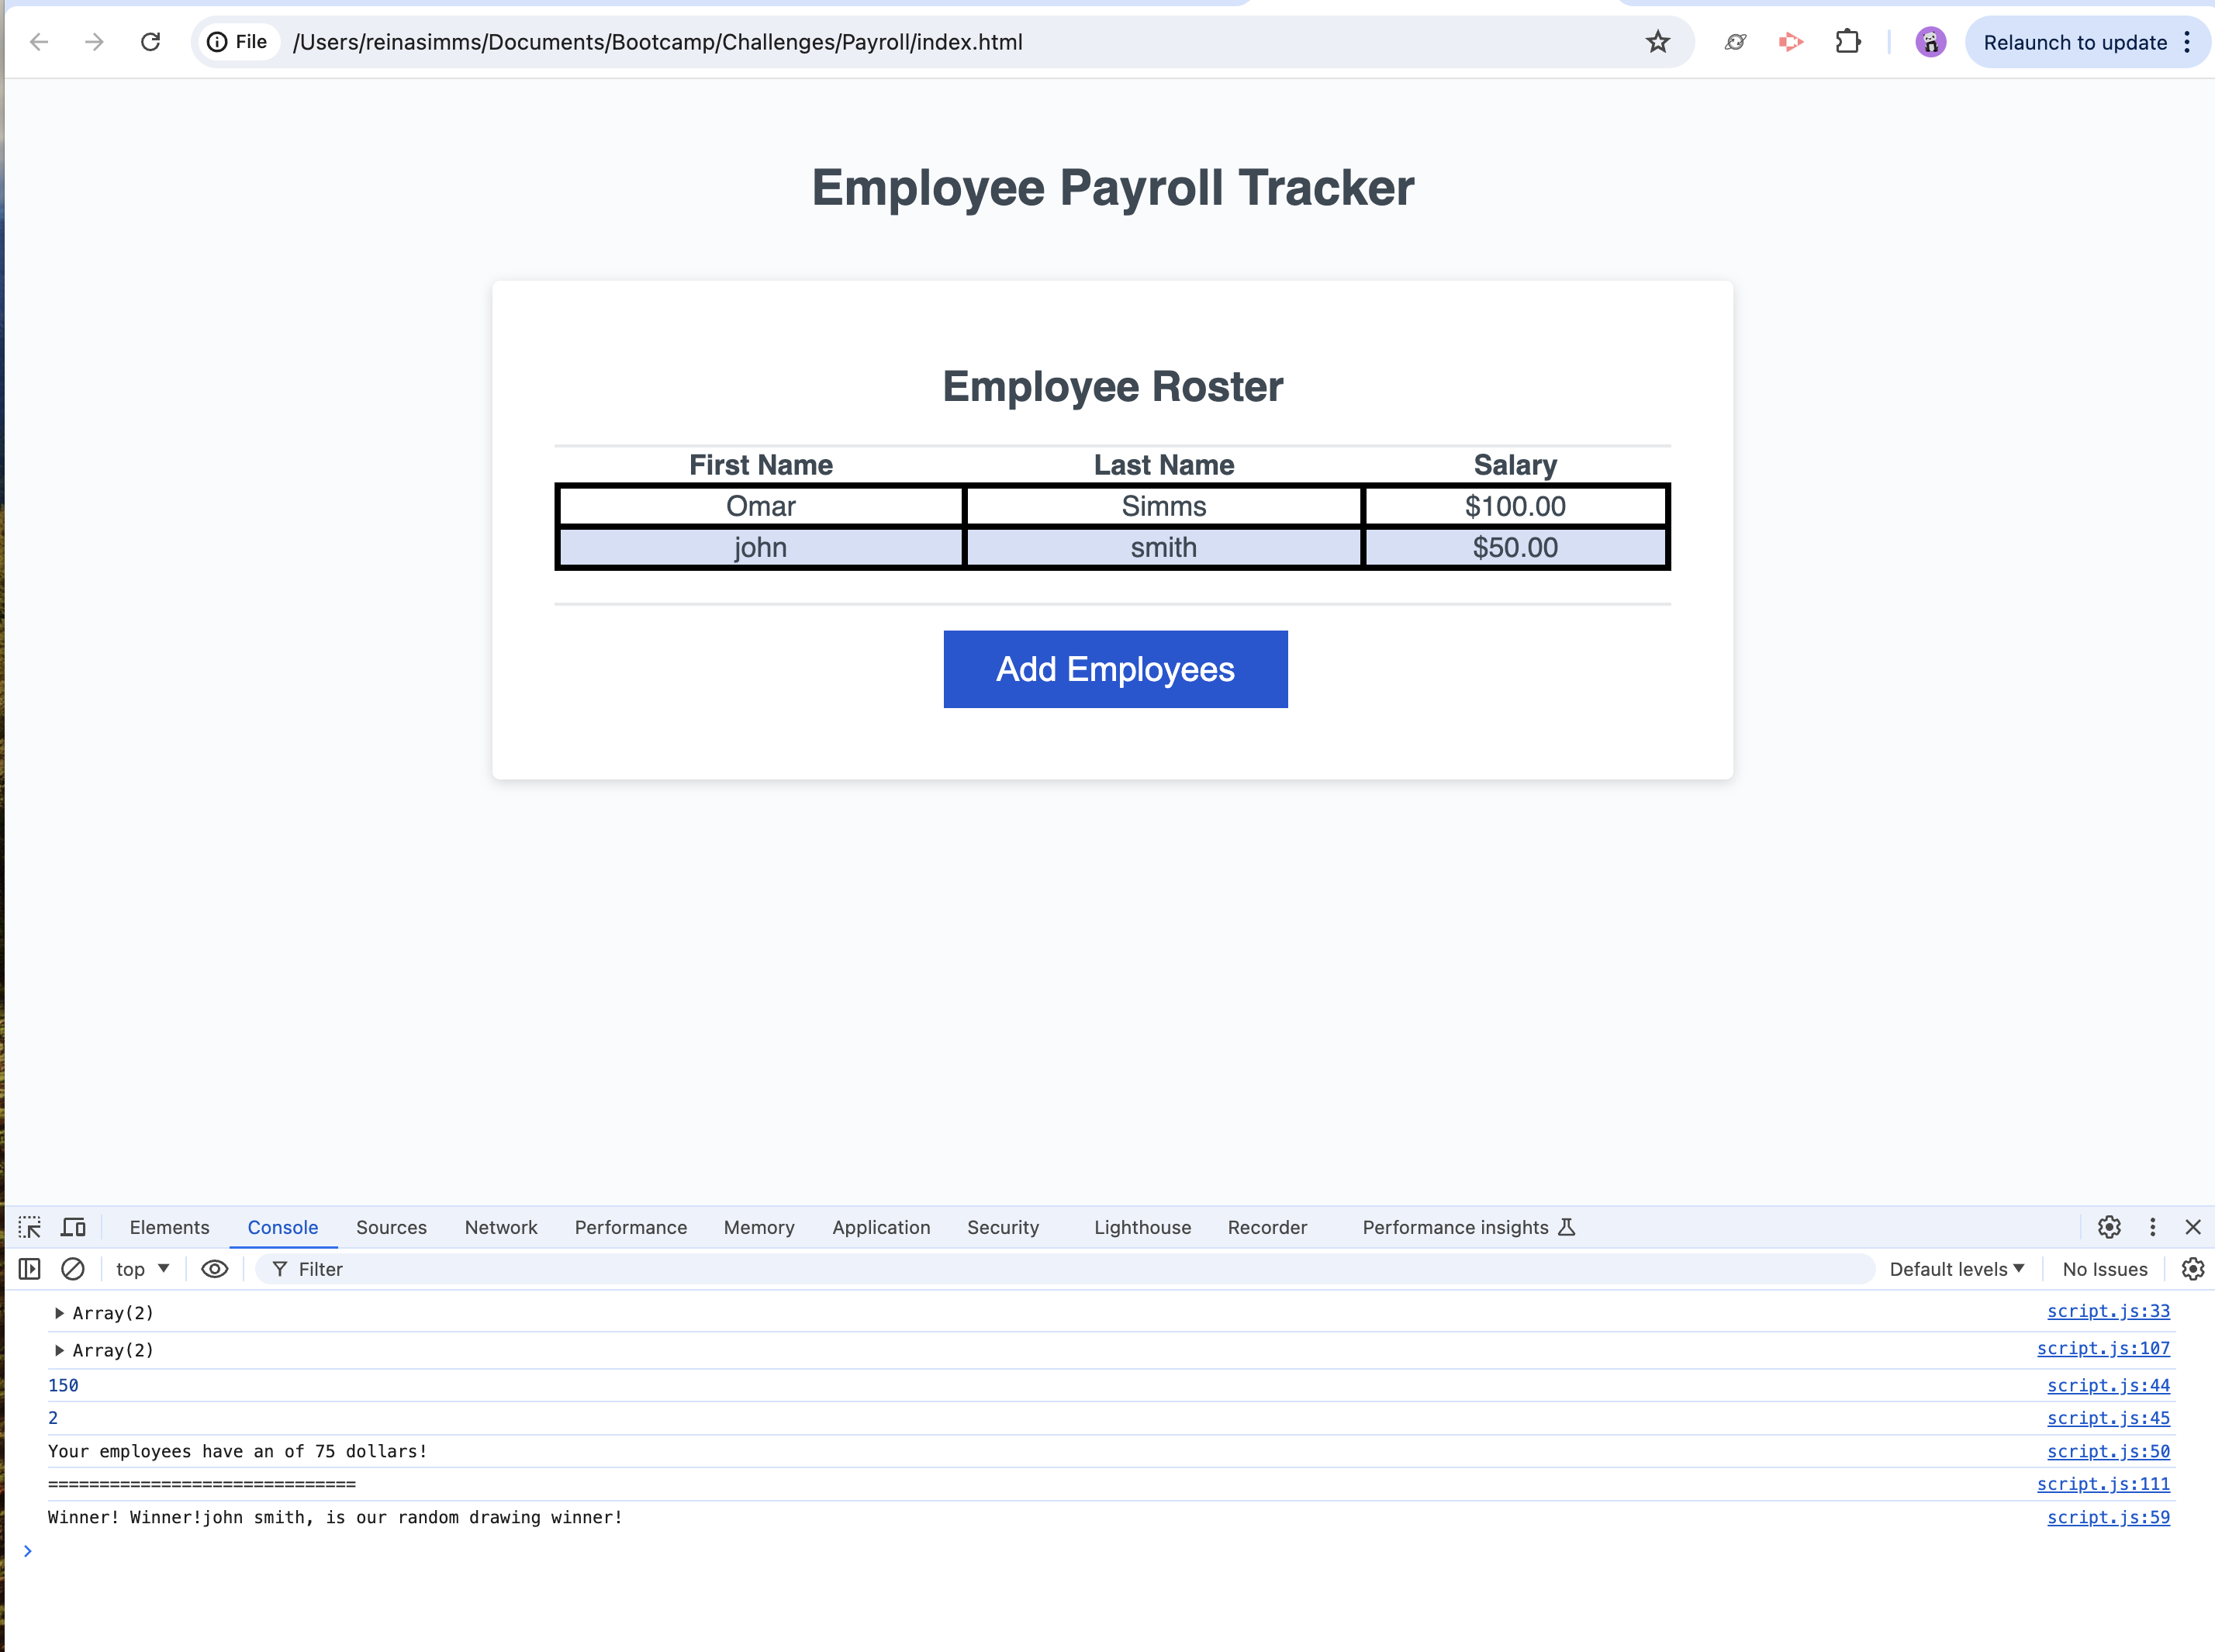 File /Users/reinasimms/Documents/Bootcamp/Challenges/Payroll/index.html Relaunch to update
Employee Payroll Tracker
Employee Roster
First Name Last Name Salary
Omar Simms $100.00
john smith $50.00
Add Employees
Elements Console Sources Network Performance Memory Application Security Lighthouse Recorder Performance insights
top Filter Default levels No Issues
Array(2) script.js:33
Array(2) script.js:107
150 script.js:44
2 script.js:45
Your employees have an of 75 dollars! script.js:50
============================== script.js:111
Winner! Winner!john smith, is our random drawing winner! script.js:59